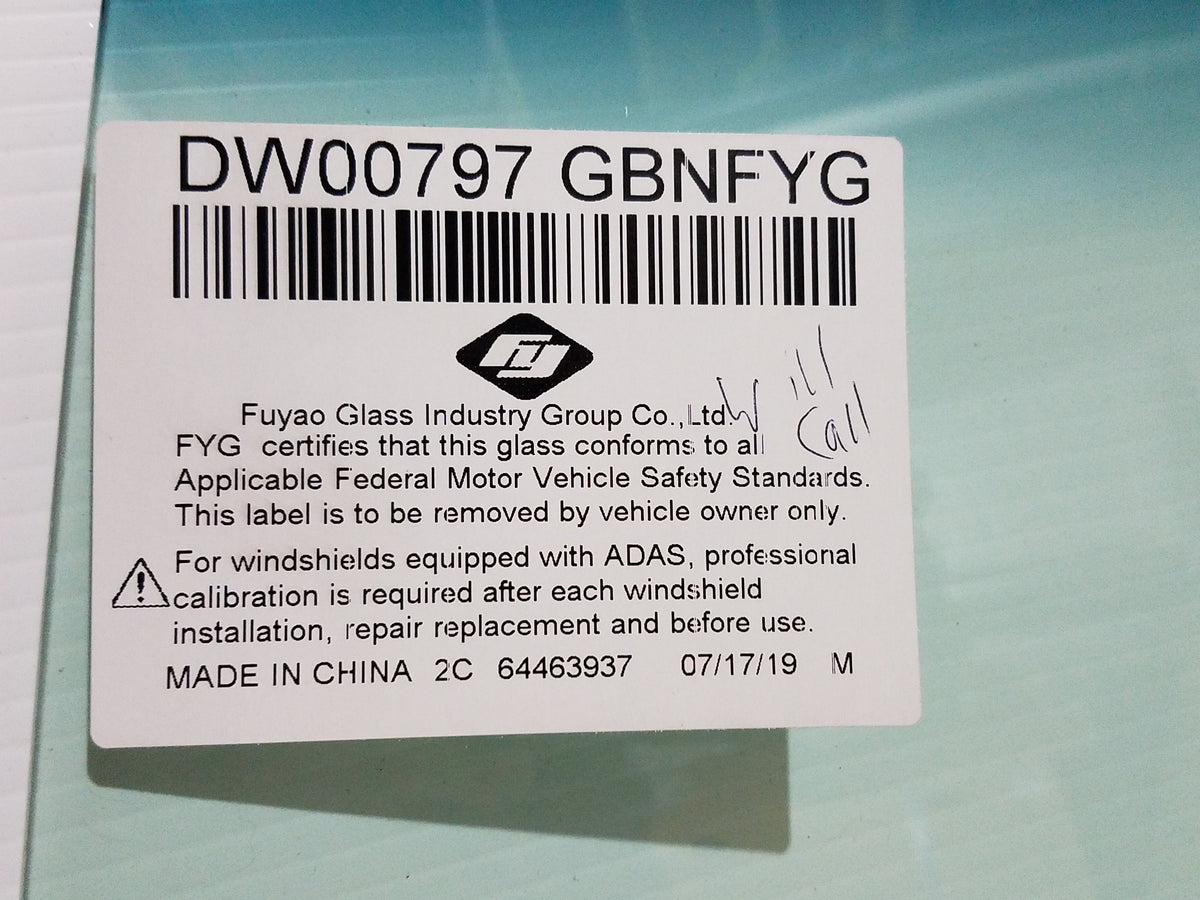 DW00797 GBNFYG
FY
Fuyao Glass Industry Group Co.,Ltd.
Will
Call
FYG certifies that this glass conforms to all
Applicable Federal Motor Vehicle Safety Standards.
This label is to be removed by vehicle owner only.
For windshields equipped with ADAS, professional
calibration is required after each windshield
installation, repair replacement and before use.
MADE IN CHINA 2C 64463937 07/17/19 M